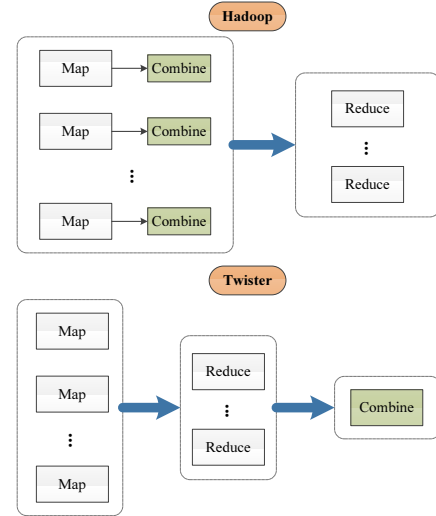 Hadoop
Map
Combine
Map
Combine
⋮
Map
Combine
Reduce
⋮
Reduce
Twister
Map
Map
⋮
Map
Reduce
⋮
Reduce
Combine